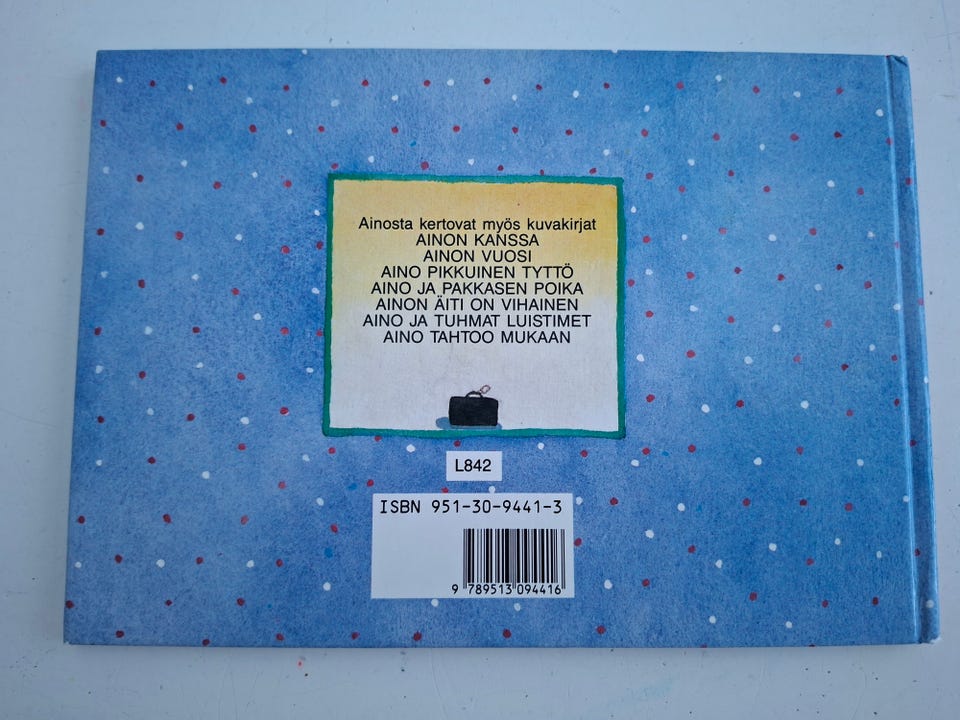 Ainosta kertovat myös kuvakirjat
AINON KANSSA
AINON VUOSI
AINO PIKKUINEN TYTTÖ
AINO JA PAKKASEN POIKA
AINON ÄITI ON VIHAINEN
AINO JA TUHMAT LUISTIMET
AINO TAHTOO MUKAAN
L842
ISBN 951-30-9441-3
9 789513 094416